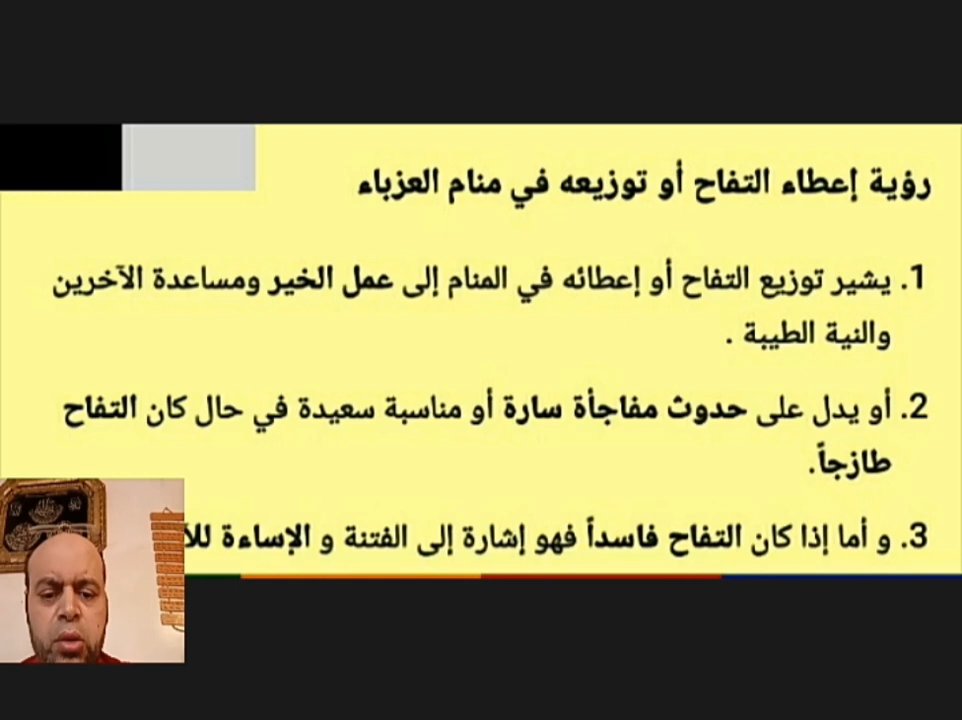 رؤية إعطاء التفاح أو توزيعه في منام العزباء
1. يشير توزيع التفاح أو إعطائه في المنام إلى عمل الخير ومساعدة الآخرين
والنية الطيبة .
2. أو يدل على حدوث مفاجأة سارة أو مناسبة سعيدة في حال كان التفاح
طازجاً.
3. و أما إذا كان التفاح فاسداً فهو إشارة إلى الفتنة و الإساءة